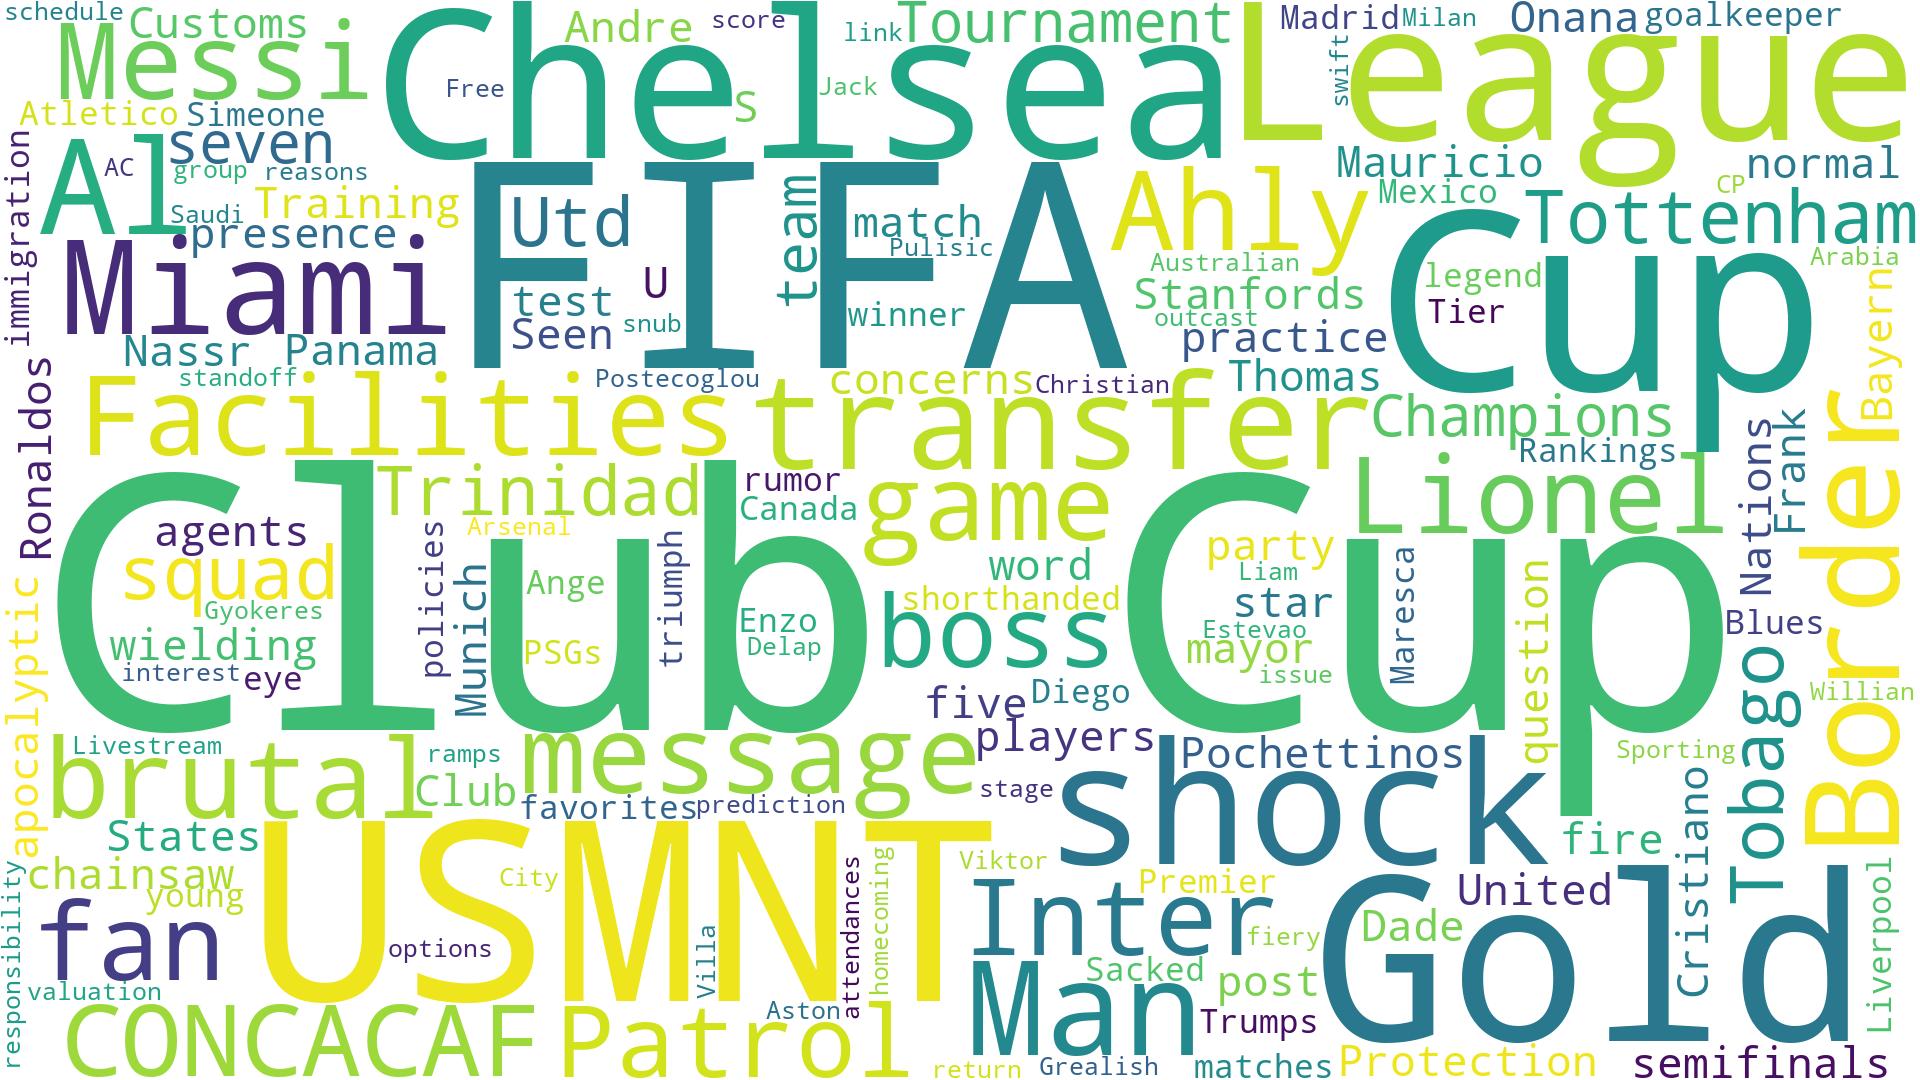 schedule
Customs
Messi
Chelsea
Andre
score
link
Tournament
League
Madrid
Milan
Onana
goalkeeper
swift
Free
S
Jack
Atletico
Simeone
seven
Al
AC
group
reasons
immigration
Saudi
Training
presence
Miami
FIFA
Utd
team
match
Pulisic
Ahly
Mauricio
Mexico
normal
CP
Tottenham
Cup
Arabia
Australian
Stanfords
outcast
legend
Tier
test
U
Seen
snub
winner
practice
Bayern
Nassr
Panama
standoff
Postecoglou
concerns
Christian
Thomas
Ronaldos
Facilities
transfer
Champions
Rankings
Nations
Frank
Border
Club Cup
Trinidad
rumor
Canada
game
Lionel
agents
Arsenal
squad
policies
Munich
Ange
triumph
word
party
Liam
shorthanded
star
Maresca
question
Gyokeres
wielding
interest
eye
PSGs
Enzo
Delap
boss
Estevao
mayor
issue
Blues
Tobago
Willian
apocalyptic
five
Diego
players
Livestream
brutal
ramps
message
Club
favorites
prediction
stage
Pochettinos
shock
Sporting
States
USMNT
fire
Cristiano
chainsaw
young
City
Viktor
Premier
United
Liverpool
fan
options
Villa
attendances
homecoming
Inter
fiery
Dade
Gold
responsibility
valuation
Sacked
post
Man
CONCACAF
Patrol
Aston
Trumps
return
Grealish
matches
Protection
semifinals